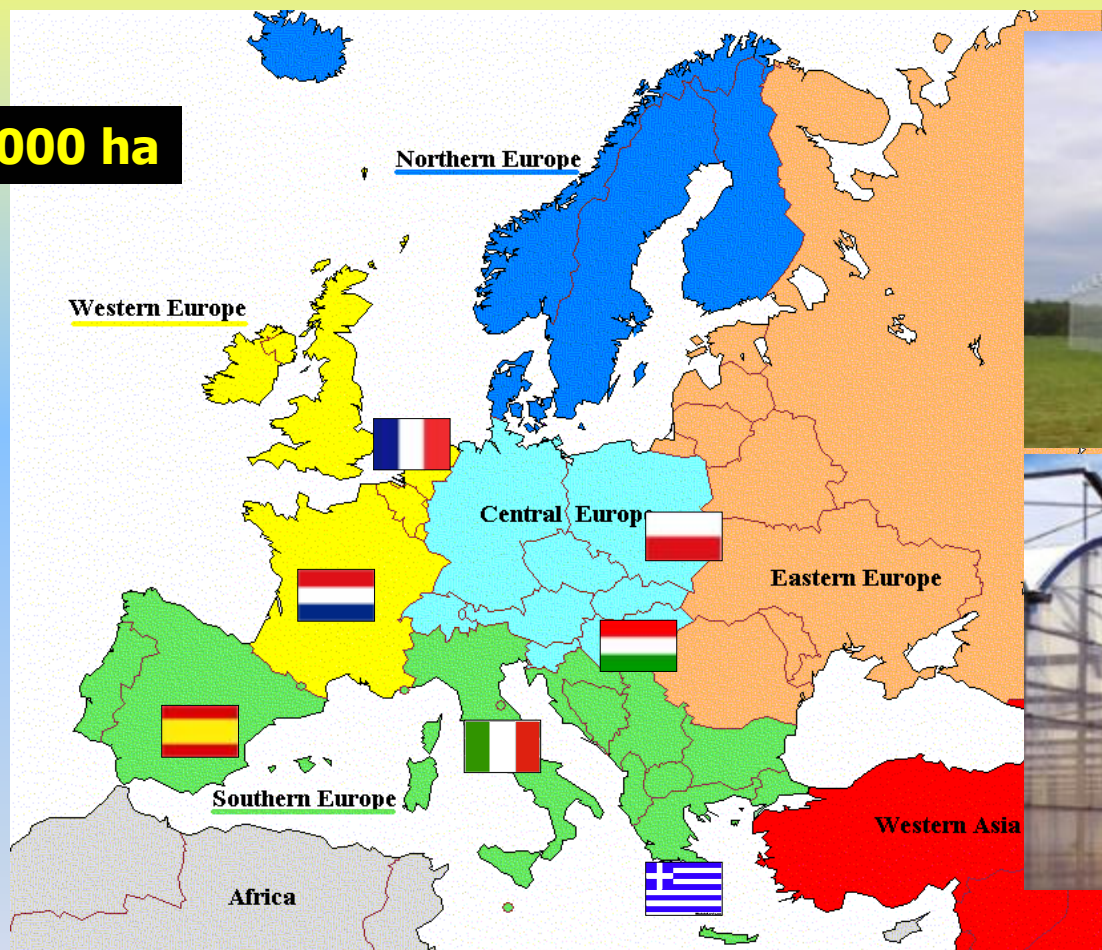 000 ha
Northern Europe
Western Europe
Central Europe
Eastern Europe
Southern Europe
Western Asia
Africa